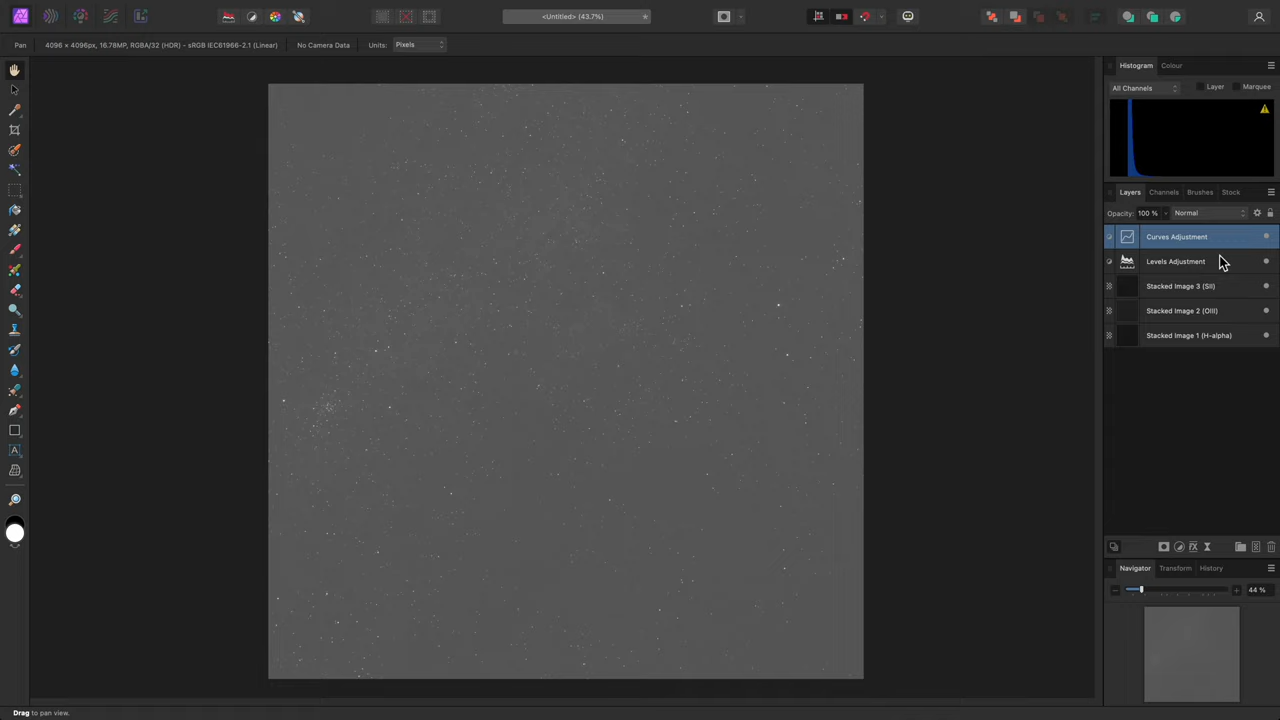 <Untitled> (43.7%)
Pan
4096 × 4096px, 16.78MP, RGBA/32 (HDR) - sRGB IEC61966-2.1 (Linear)
No Camera Data
Units:
Pixels
Histogram
Colour
All Channels
Layer
Marquee
Layers
Channels
Brushes
Stock
Opacity:
100 %
Normal
Curves Adjustment
Levels Adjustment
Stacked Image 3 (SII)
Stacked Image 2 (OIII)
Stacked Image 1 (H-alpha)
Navigator
Transform
History
44 %
Drag to pan view.